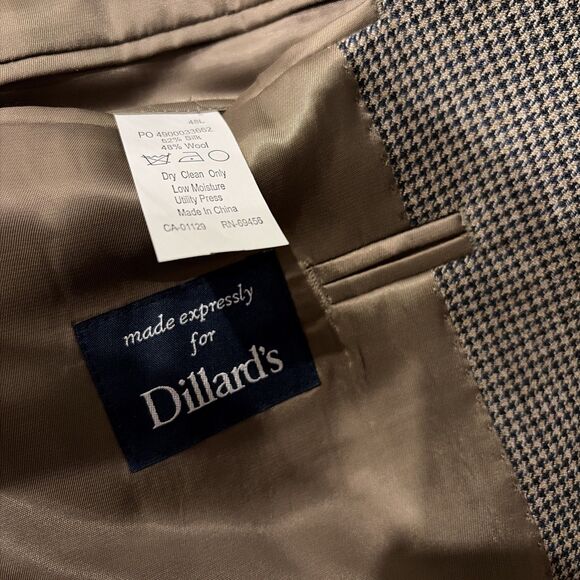 48L
PO 4900033662
52% Silk
48% Wool
Dry Clean Only
Low Moisture
Utility Press
Made In China
CA-01129 RN-69456
made expressly
for
Dillard's